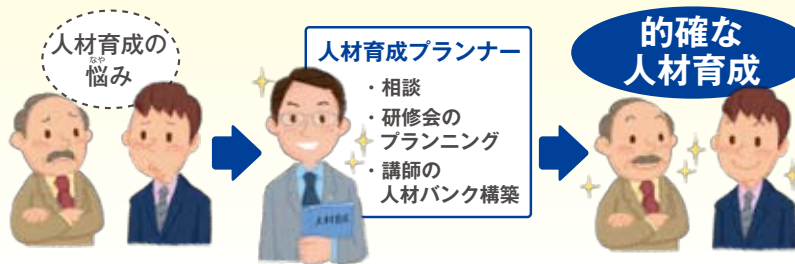 人材育成の
悩み
なや
人材育成プランナー
・相談
・研修会の
プランニング
・講師の
人材バンク構築
人材育成
的確な
人材育成